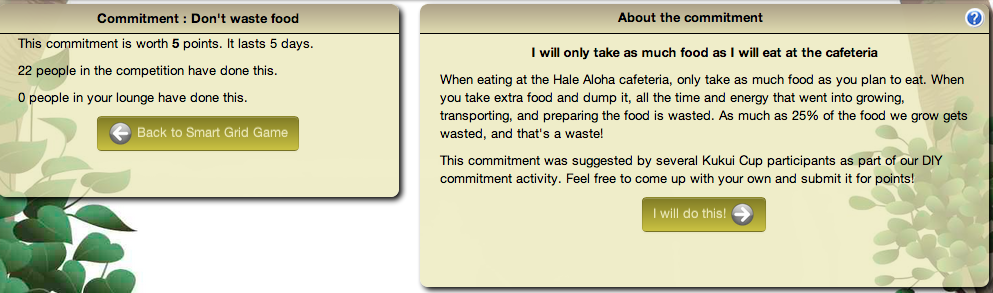 Commitment : Don't waste food
This commitment is worth 5 points. It lasts 5 days.
22 people in the competition have done this.
0 people in your lounge have done this.
Back to Smart Grid Game
About the commitment
?
I will only take as much food as I will eat at the cafeteria
When eating at the Hale Aloha cafeteria, only take as much food as you plan to eat. When
you take extra food and dump it, all the time and energy that went into growing,
transporting, and preparing the food is wasted. As much as 25% of the food we grow gets
wasted, and that's a waste!
This commitment was suggested by several Kukui Cup participants as part of our DIY
commitment activity. Feel free to come up with your own and submit it for points!
I will do this!